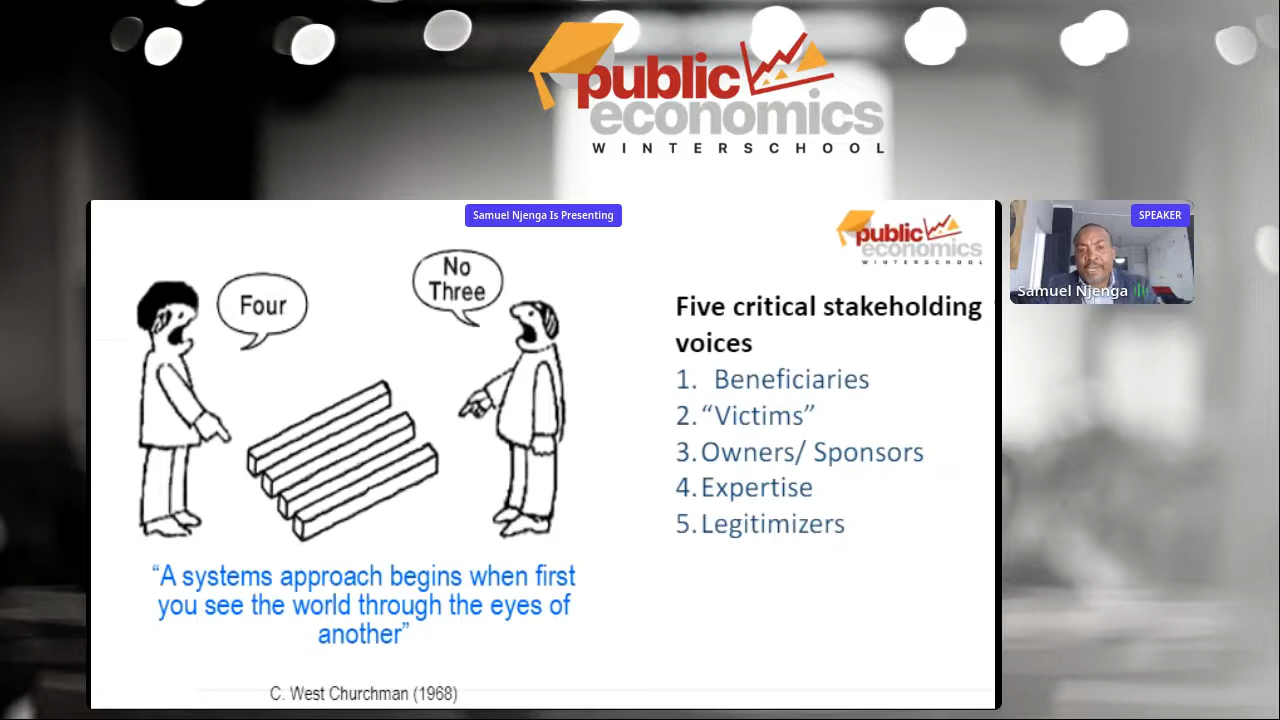 public
economics
WINTERSCHOOL
Samuel Njenga Is Presenting
SPEAKER
Samuel Njenga
public
economics
WINTERSCHOOL
Four
No
Three
Five critical stakeholding
voices
1. Beneficiaries
2. “Victims”
3. Owners/ Sponsors
4. Expertise
5. Legitimizers
“A systems approach begins when first
you see the world through the eyes of
another”
C. West Churchman (1968)